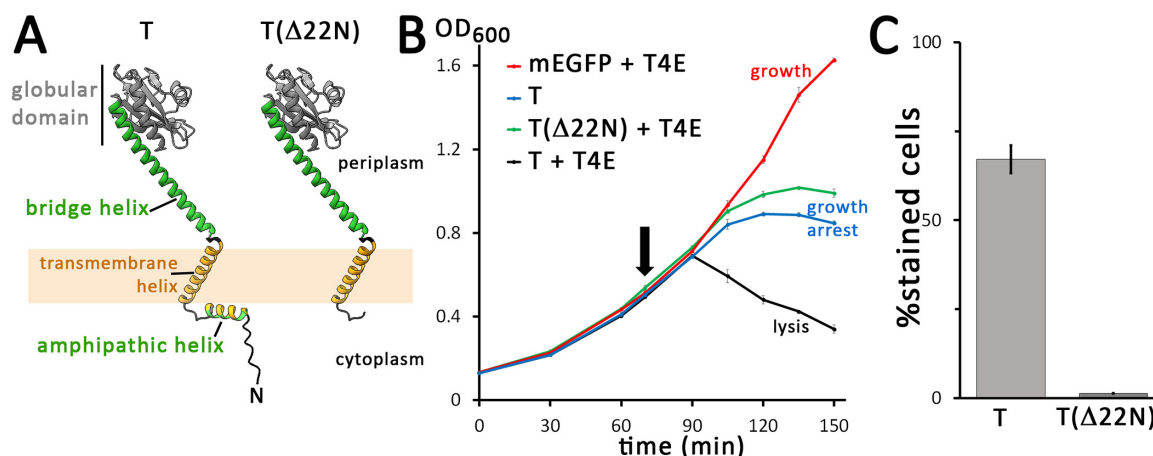 A
T
T(Δ22N)
globular
domain
periplasm
bridge helix
transmembrane
helix
amphipathic helix
cytoplasm
N
B
OD600
1.6
1.2
0.8
0.4
0
mEGFP + T4E
T
T(Δ22N) + T4E
T + T4E
growth
growth
arrest
lysis
0
30
60
90
120
150
time (min)
C
%stained cells
100
50
0
T
T(Δ22N)